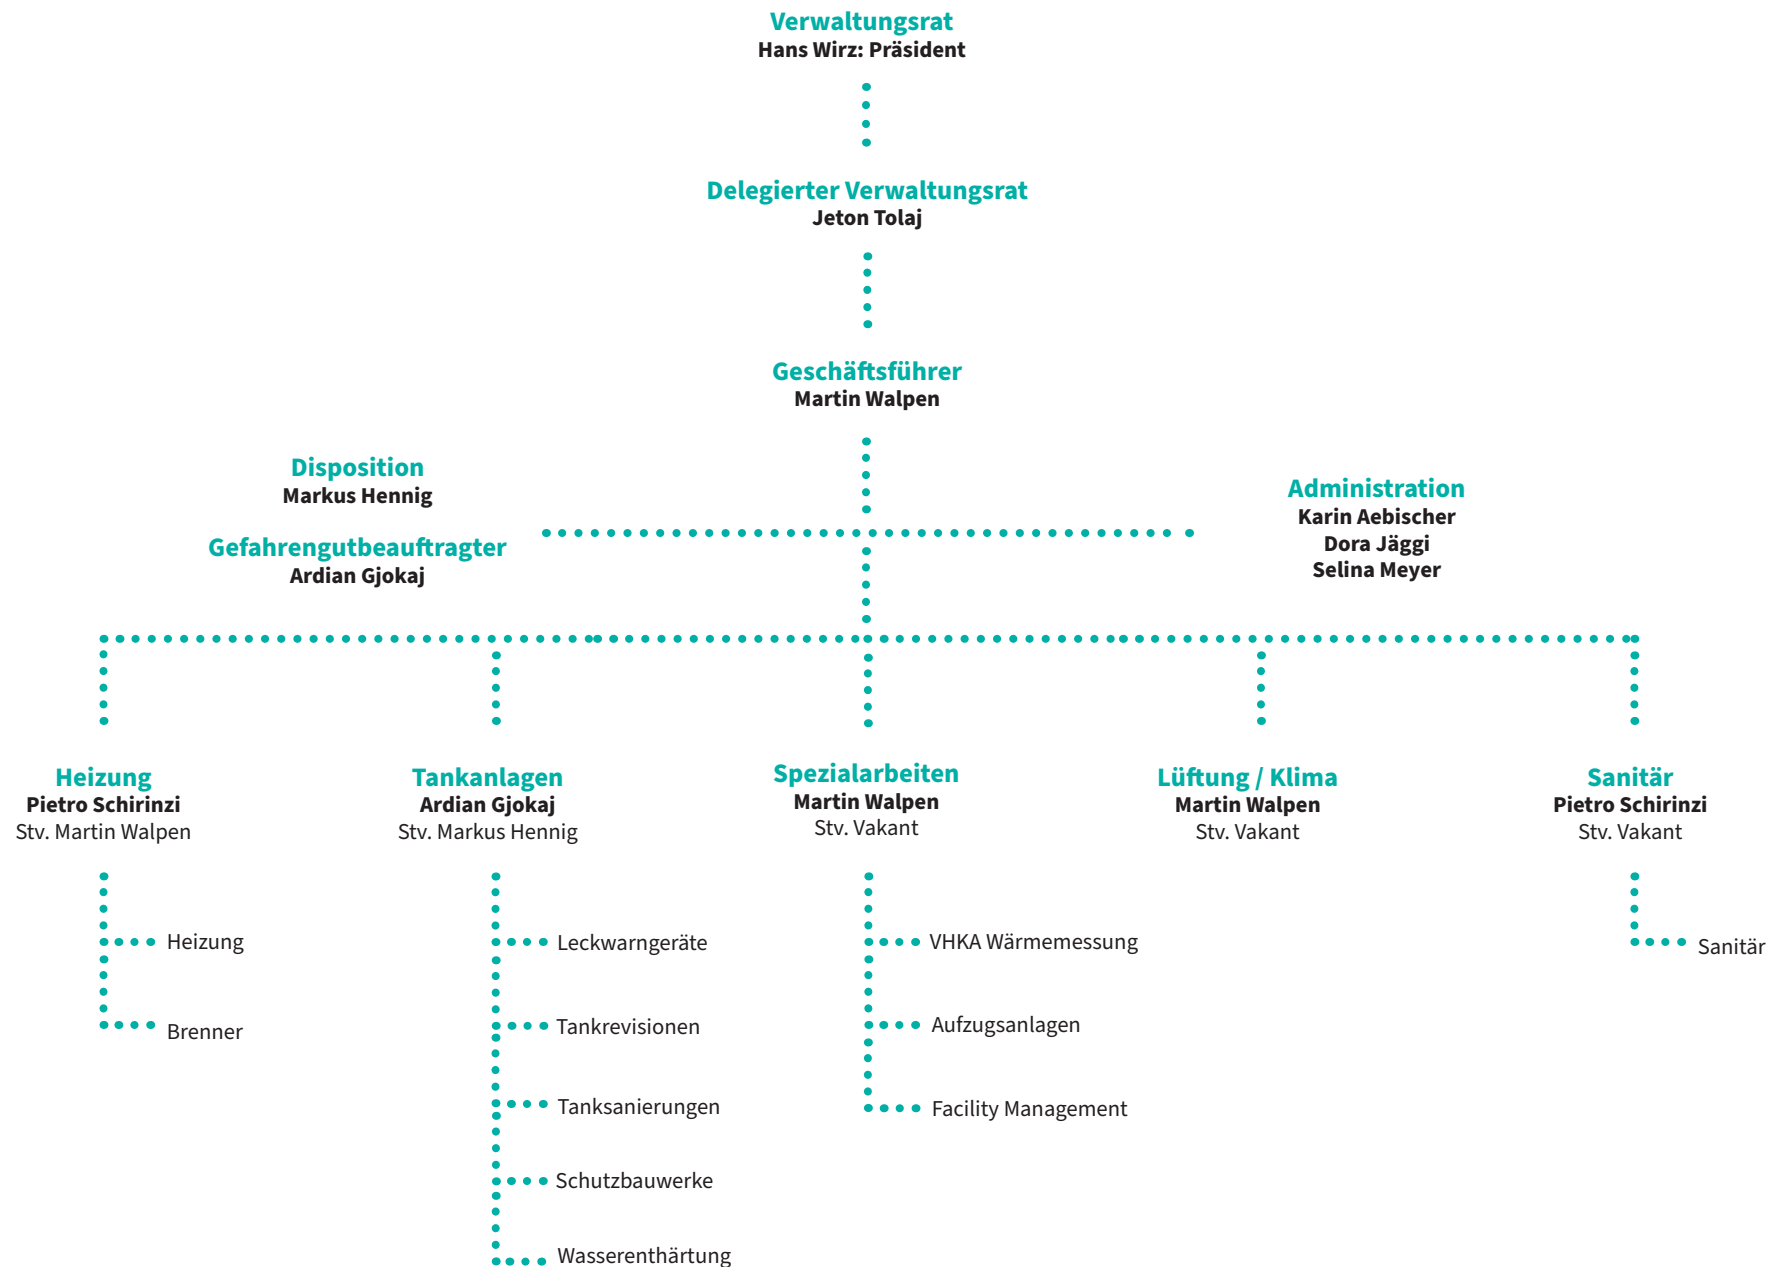 Verwaltungsrat
Hans Wirz: Präsident
Delegierter Verwaltungsrat
Jeton Tolaj
Geschäftsführer
Martin Walpen
Disposition
Markus Hennig
Gefahrengutbeauftragter
Ardian Gjokaj
Administration
Karin Aebischer
Dora Jäggi
Selina Meyer
Heizung
Pietro Schirinzi
Stv. Martin Walpen
Heizung
Brenner
Tankanlagen
Ardian Gjokaj
Stv. Markus Hennig
Leckwarngeräte
Tankrevisionen
Tanksanierungen
Schutzbauwerke
Wasserenthärtung
Spezialarbeiten
Martin Walpen
Stv. Vakant
VHKA Wärmemessung
Aufzugsanlagen
Facility Management
Lüftung / Klima
Martin Walpen
Stv. Vakant
Sanitär
Pietro Schirinzi
Stv. Vakant
Sanitär